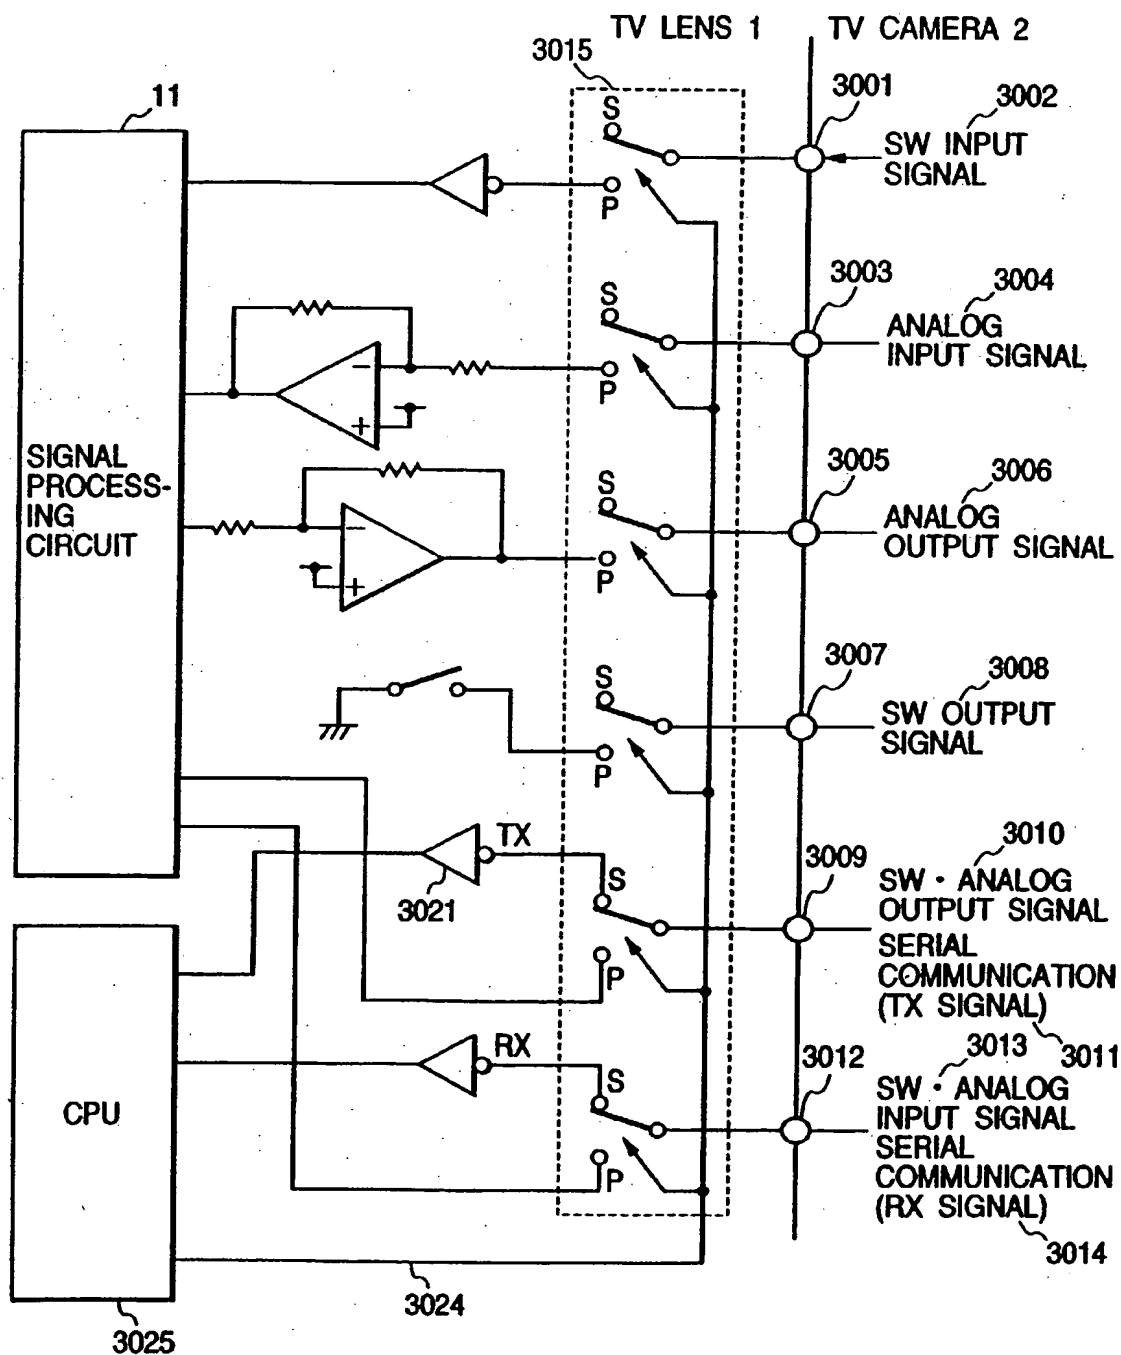 TV LENS 1
TV CAMERA 2
3015
11
S
P
3001
3002
SW INPUT
SIGNAL
S
P
3003
3004
ANALOG
INPUT SIGNAL
−
+
SIGNAL
PROCESS-
ING
CIRCUIT
S
P
3005
3006
ANALOG
OUTPUT SIGNAL
−
+
S
P
3007
3008
SW OUTPUT
SIGNAL
TX
3021
S
P
3009
3010
SW・ANALOG
OUTPUT SIGNAL
SERIAL
COMMUNICATION
(TX SIGNAL)
3011
RX
S
P
3012
3013
SW・ANALOG
INPUT SIGNAL
SERIAL
COMMUNICATION
(RX SIGNAL)
3014
CPU
3024
3025